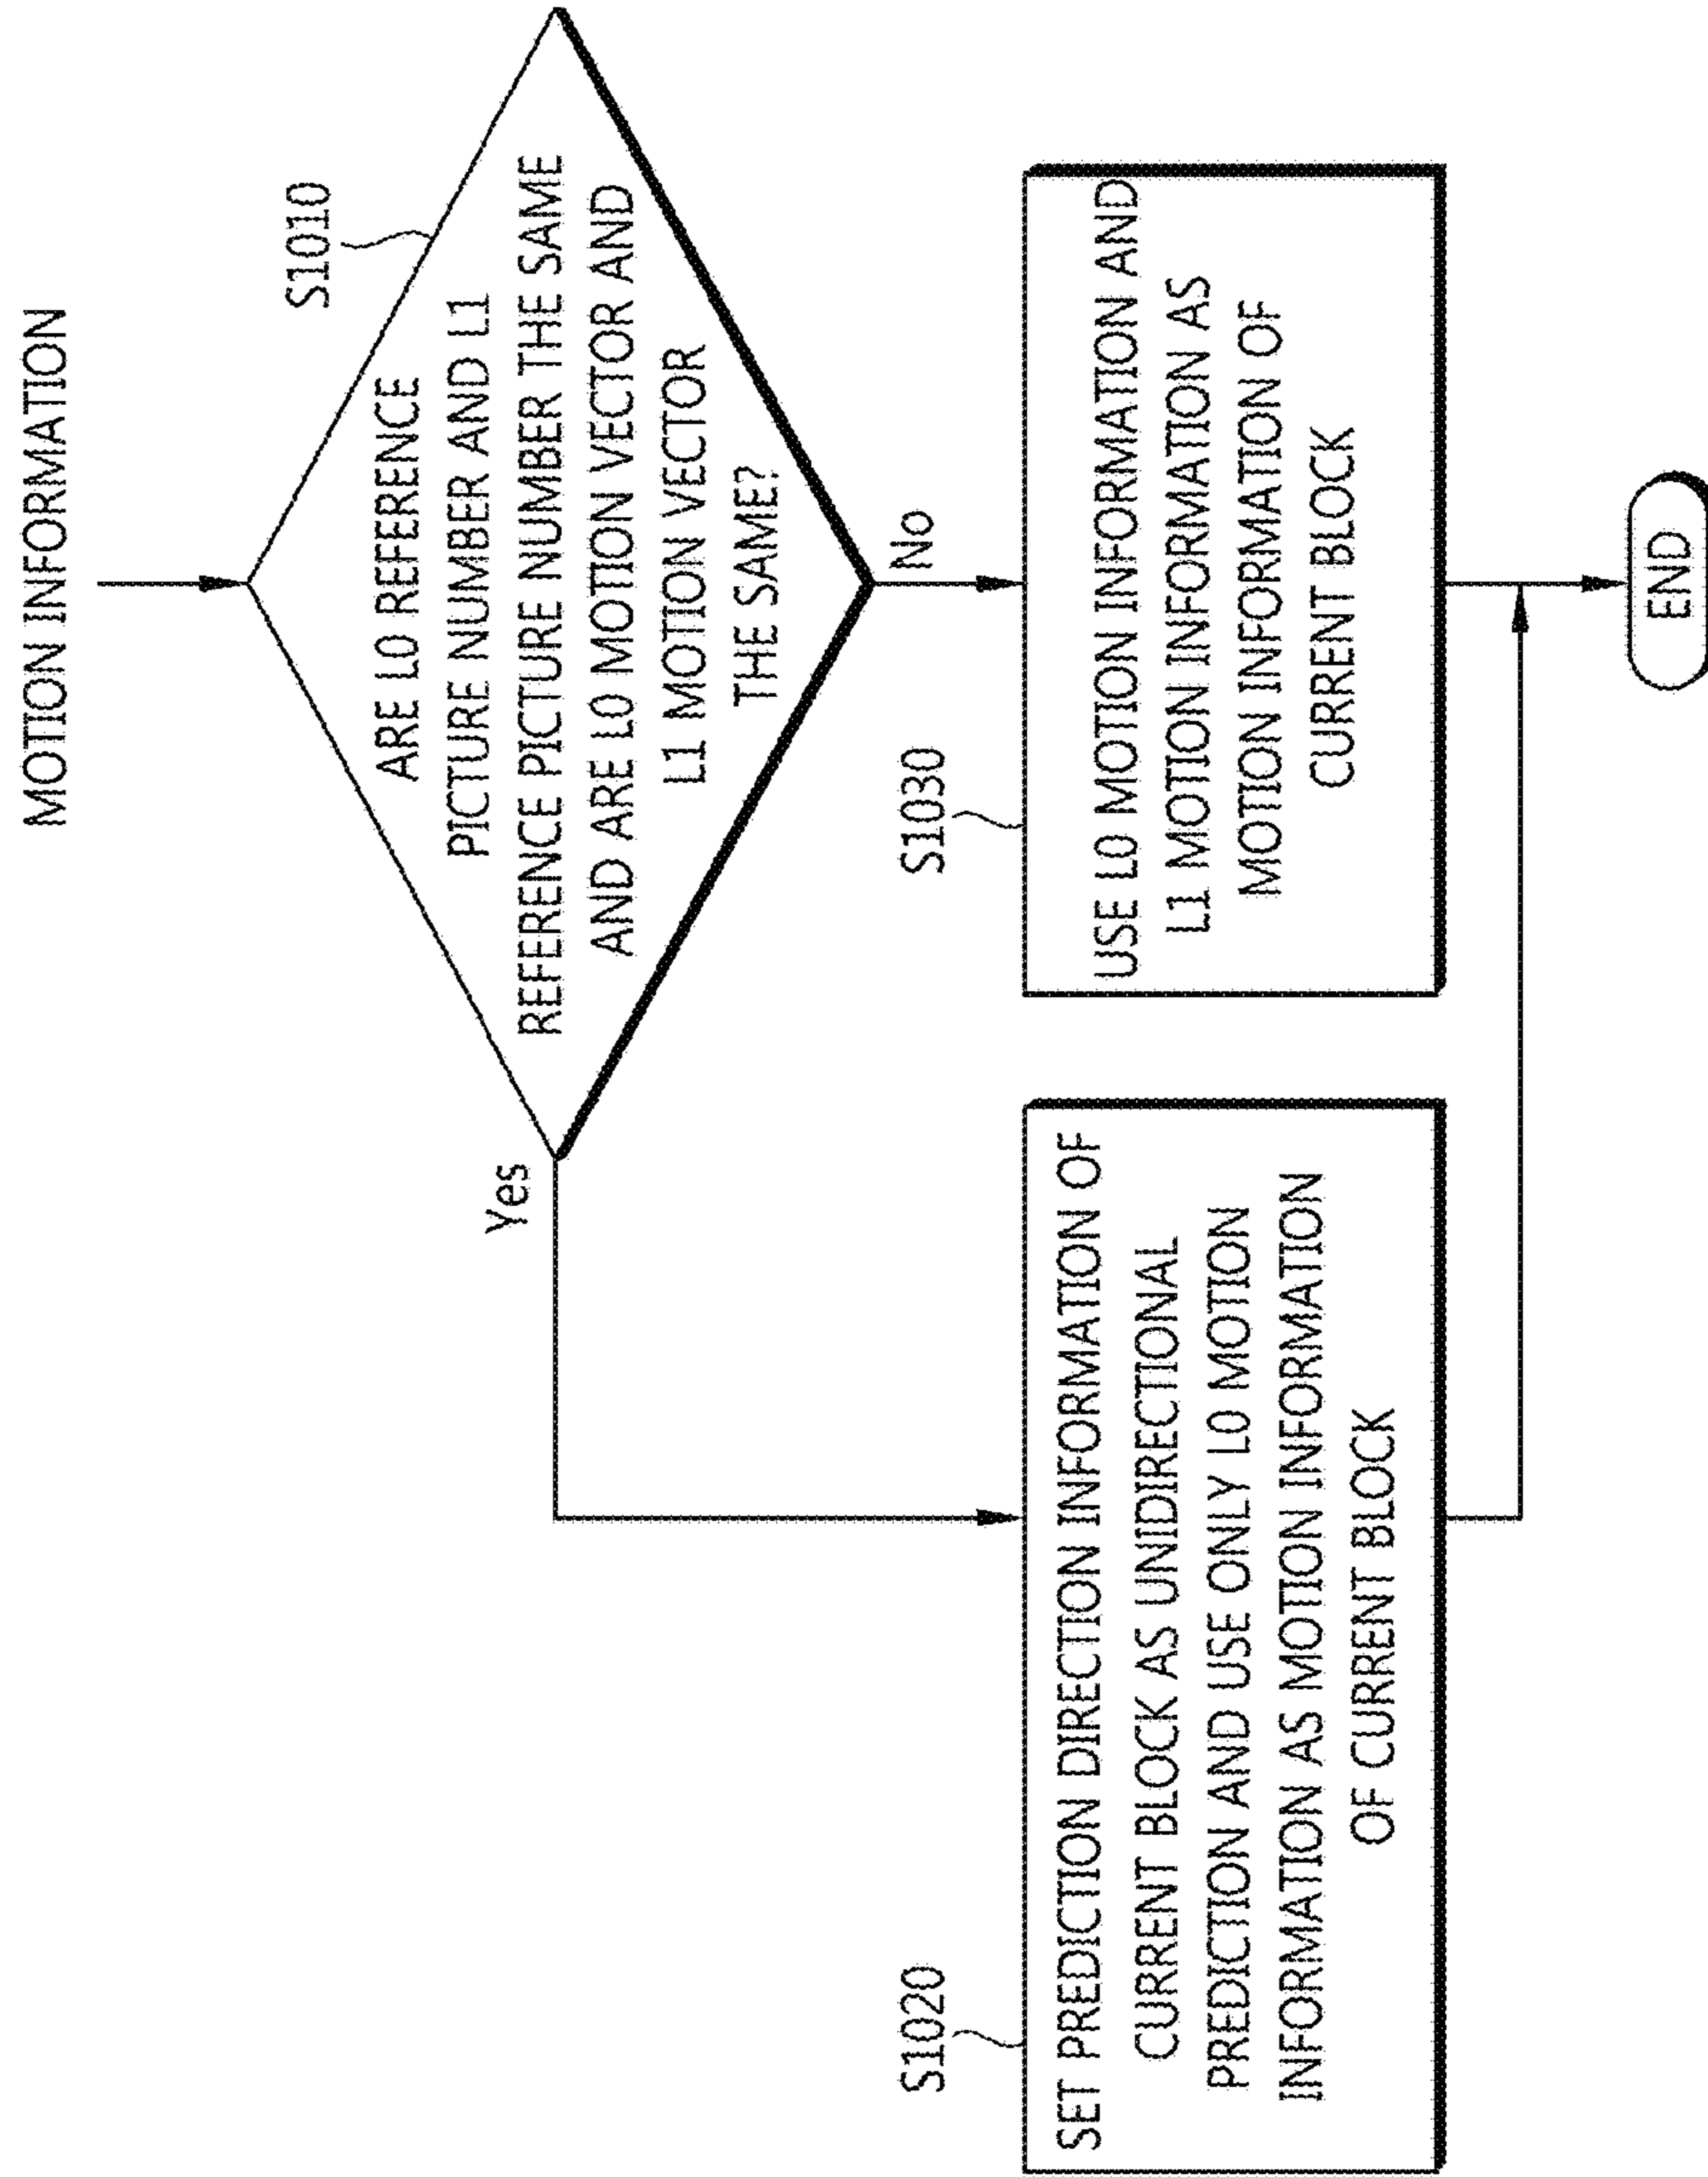 MOTION INFORMATION
S1010
ARE L0 REFERENCE
PICTURE NUMBER AND L1
REFERENCE PICTURE NUMBER THE SAME
AND ARE L0 MOTION VECTOR AND
L1 MOTION VECTOR
THE SAME?
Yes
No
S1020
SET PREDICTION DIRECTION INFORMATION OF
CURRENT BLOCK AS UNIDIRECTIONAL
PREDICTION AND USE ONLY L0 MOTION
INFORMATION AS MOTION INFORMATION
OF CURRENT BLOCK
S1030
USE L0 MOTION INFORMATION AND
L1 MOTION INFORMATION AS
MOTION INFORMATION OF
CURRENT BLOCK
END